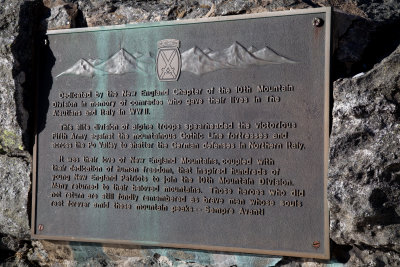 Dedicated by the New England Chapter of the 10th Mountain
Division in memory of comrades who gave their lives in The
Aleutians and Italy in WW II.
This elite division of alpine troops spearheaded the victorious
Fifth Army against the mountainous Gothic Line fortresses and
across the Po Valley to shatter the German defenses in Northern Italy.
It was their love of New England Mountains, coupled with
their dedication of human freedom, that inspired hundreds of
young New England Patriots to join the 10th Mountain Division.
Many returned to their beloved mountains. Those heroes who did
not return are still fondly remembered as brave men whose souls
rest forever amid these mountain peaks -- Sempre Avanti